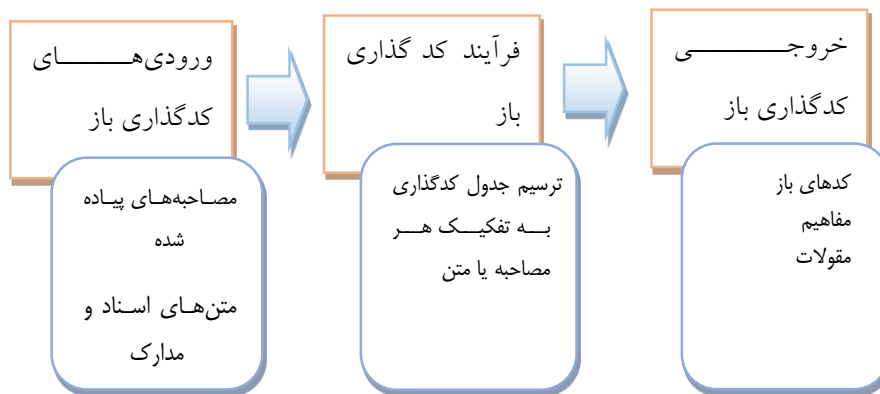 ورودی‌های
کدگذاری باز
مصاحبه‌های پیاده
شده
متن‌های اسناد و
مدارک
فرآیند کد گذاری
باز
ترسیم جدول کدگذاری
به تفکیک هر
مصاحبه یا متن
خروجی
کدگذاری باز
کدهای باز
مفاهیم
مقولات